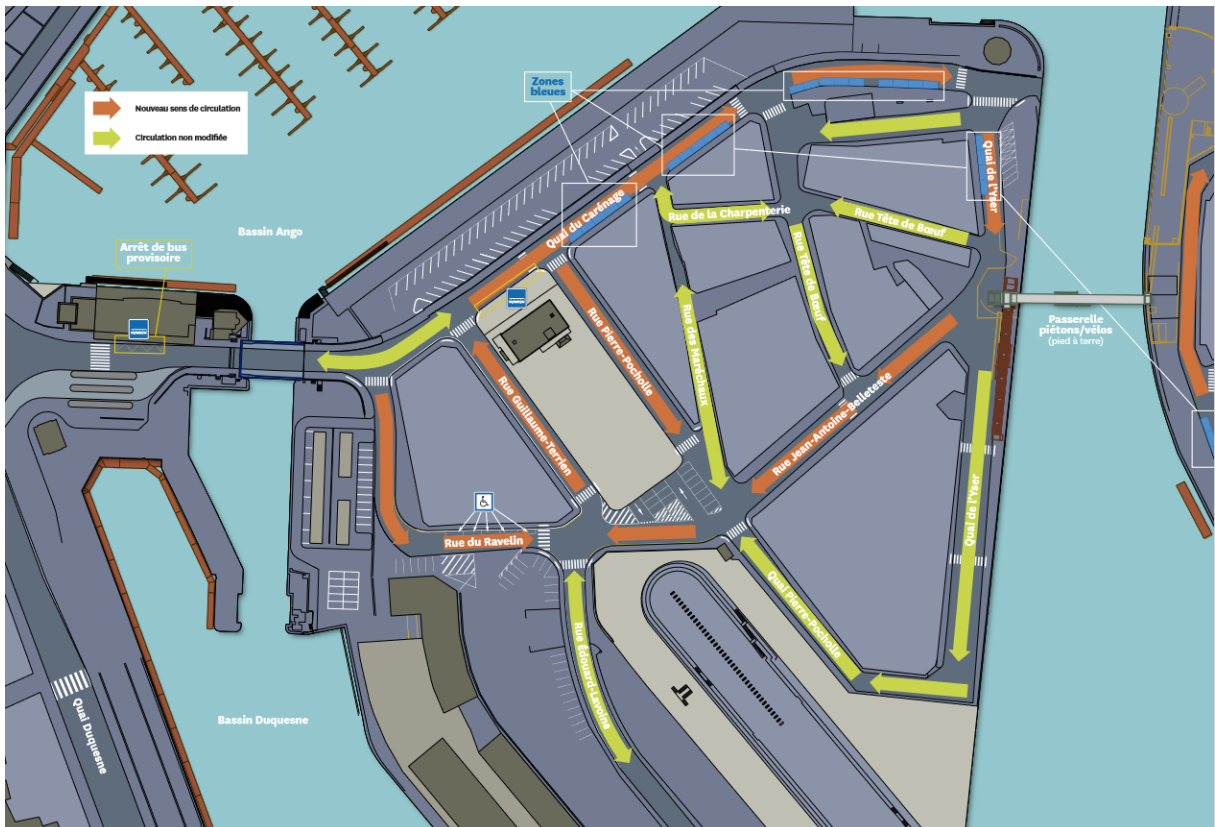 Nouveau sens de circulation
Circulation non modifiée
Zones
bleues
Bassin Ango
Arrêt de bus
provisoire
Quai du Carénage
Rue de la Charpenterie
Rue Tête de Bœuf
Rue Tête de Bœuf
Quai de l'Yser
Passerelle
piétons/vélos
(pied à terre)
Rue Pierre-Pocholle
Rue des Maréchaux
Rue Guillaume-Terrien
Rue Jean-Antoine-Belleteste
Rue du Ravelin
Quai de l'Yser
Quai Pierre-Pocholle
Rue Édouard-Lavoine
Quai Duquesne
Bassin Duquesne